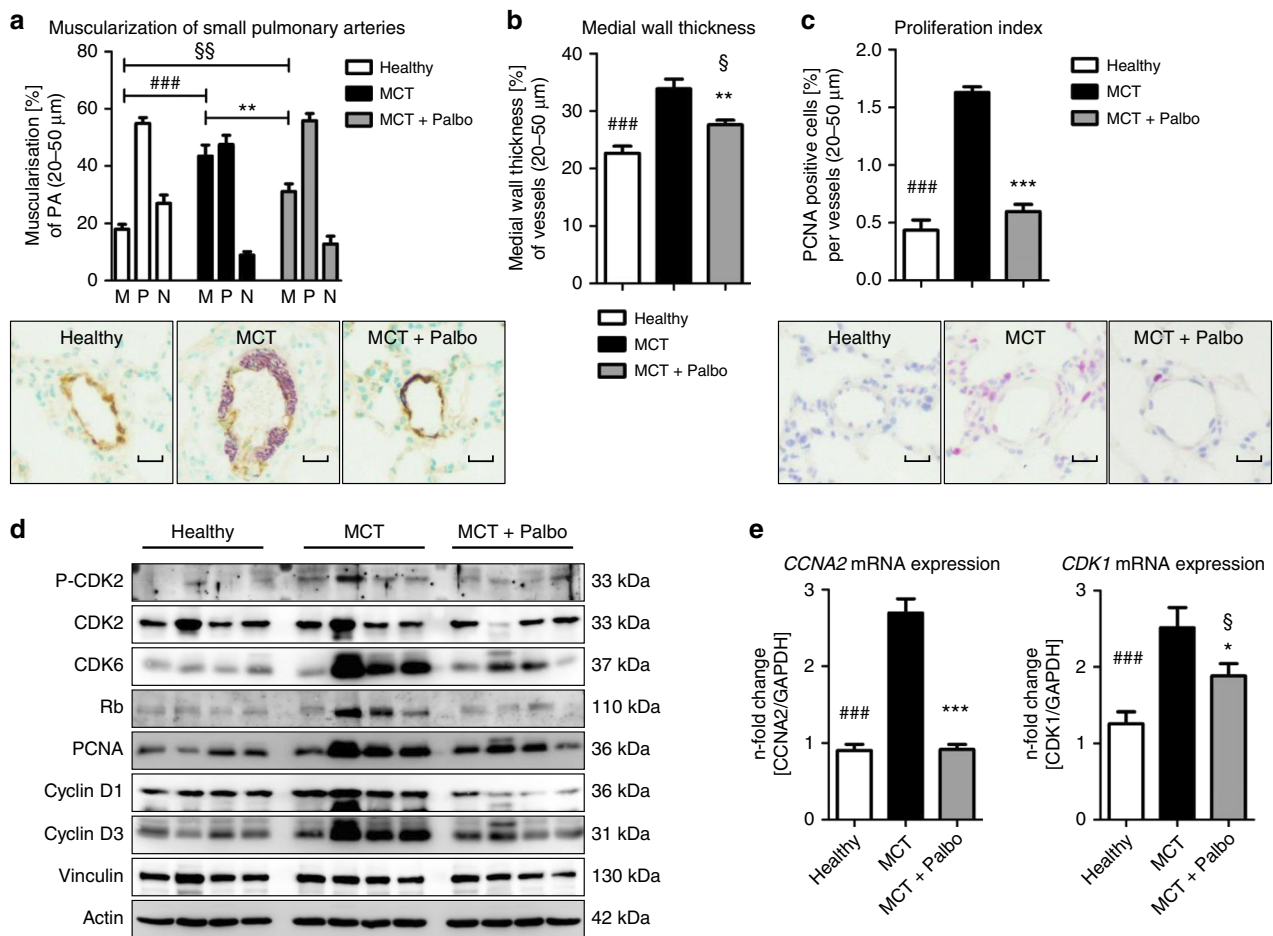 a
Muscularization of small pulmonary arteries
Muscularisation [%]
of PA (20–50 μm)
80
60
40
20
0
§§
###
**
M P N
M P N
M P N
Healthy
MCT
MCT + Palbo
Healthy
MCT
MCT + Palbo
b
Medial wall thickness
Medial wall thickness [%]
of vessels (20–50 μm)
40
30
20
10
0
###
§
**
Healthy
MCT
MCT + Palbo
c
Proliferation index
PCNA positive cells [%]
per vessels (20–50 μm)
2.0
1.5
1.0
0.5
0.0
###
***
Healthy
MCT
MCT + Palbo
Healthy
MCT
MCT + Palbo
d
Healthy
MCT
MCT + Palbo
P-CDK2
33 kDa
CDK2
33 kDa
CDK6
37 kDa
Rb
110 kDa
PCNA
36 kDa
Cyclin D1
36 kDa
Cyclin D3
31 kDa
Vinculin
130 kDa
Actin
42 kDa
e
CCNA2 mRNA expression
n-fold change
[CCNA2/GAPDH]
3
2
1
0
###
***
Healthy
MCT
MCT + Palbo
CDK1 mRNA expression
n-fold change
[CDK1/GAPDH]
3
2
1
0
###
§
*
Healthy
MCT
MCT + Palbo